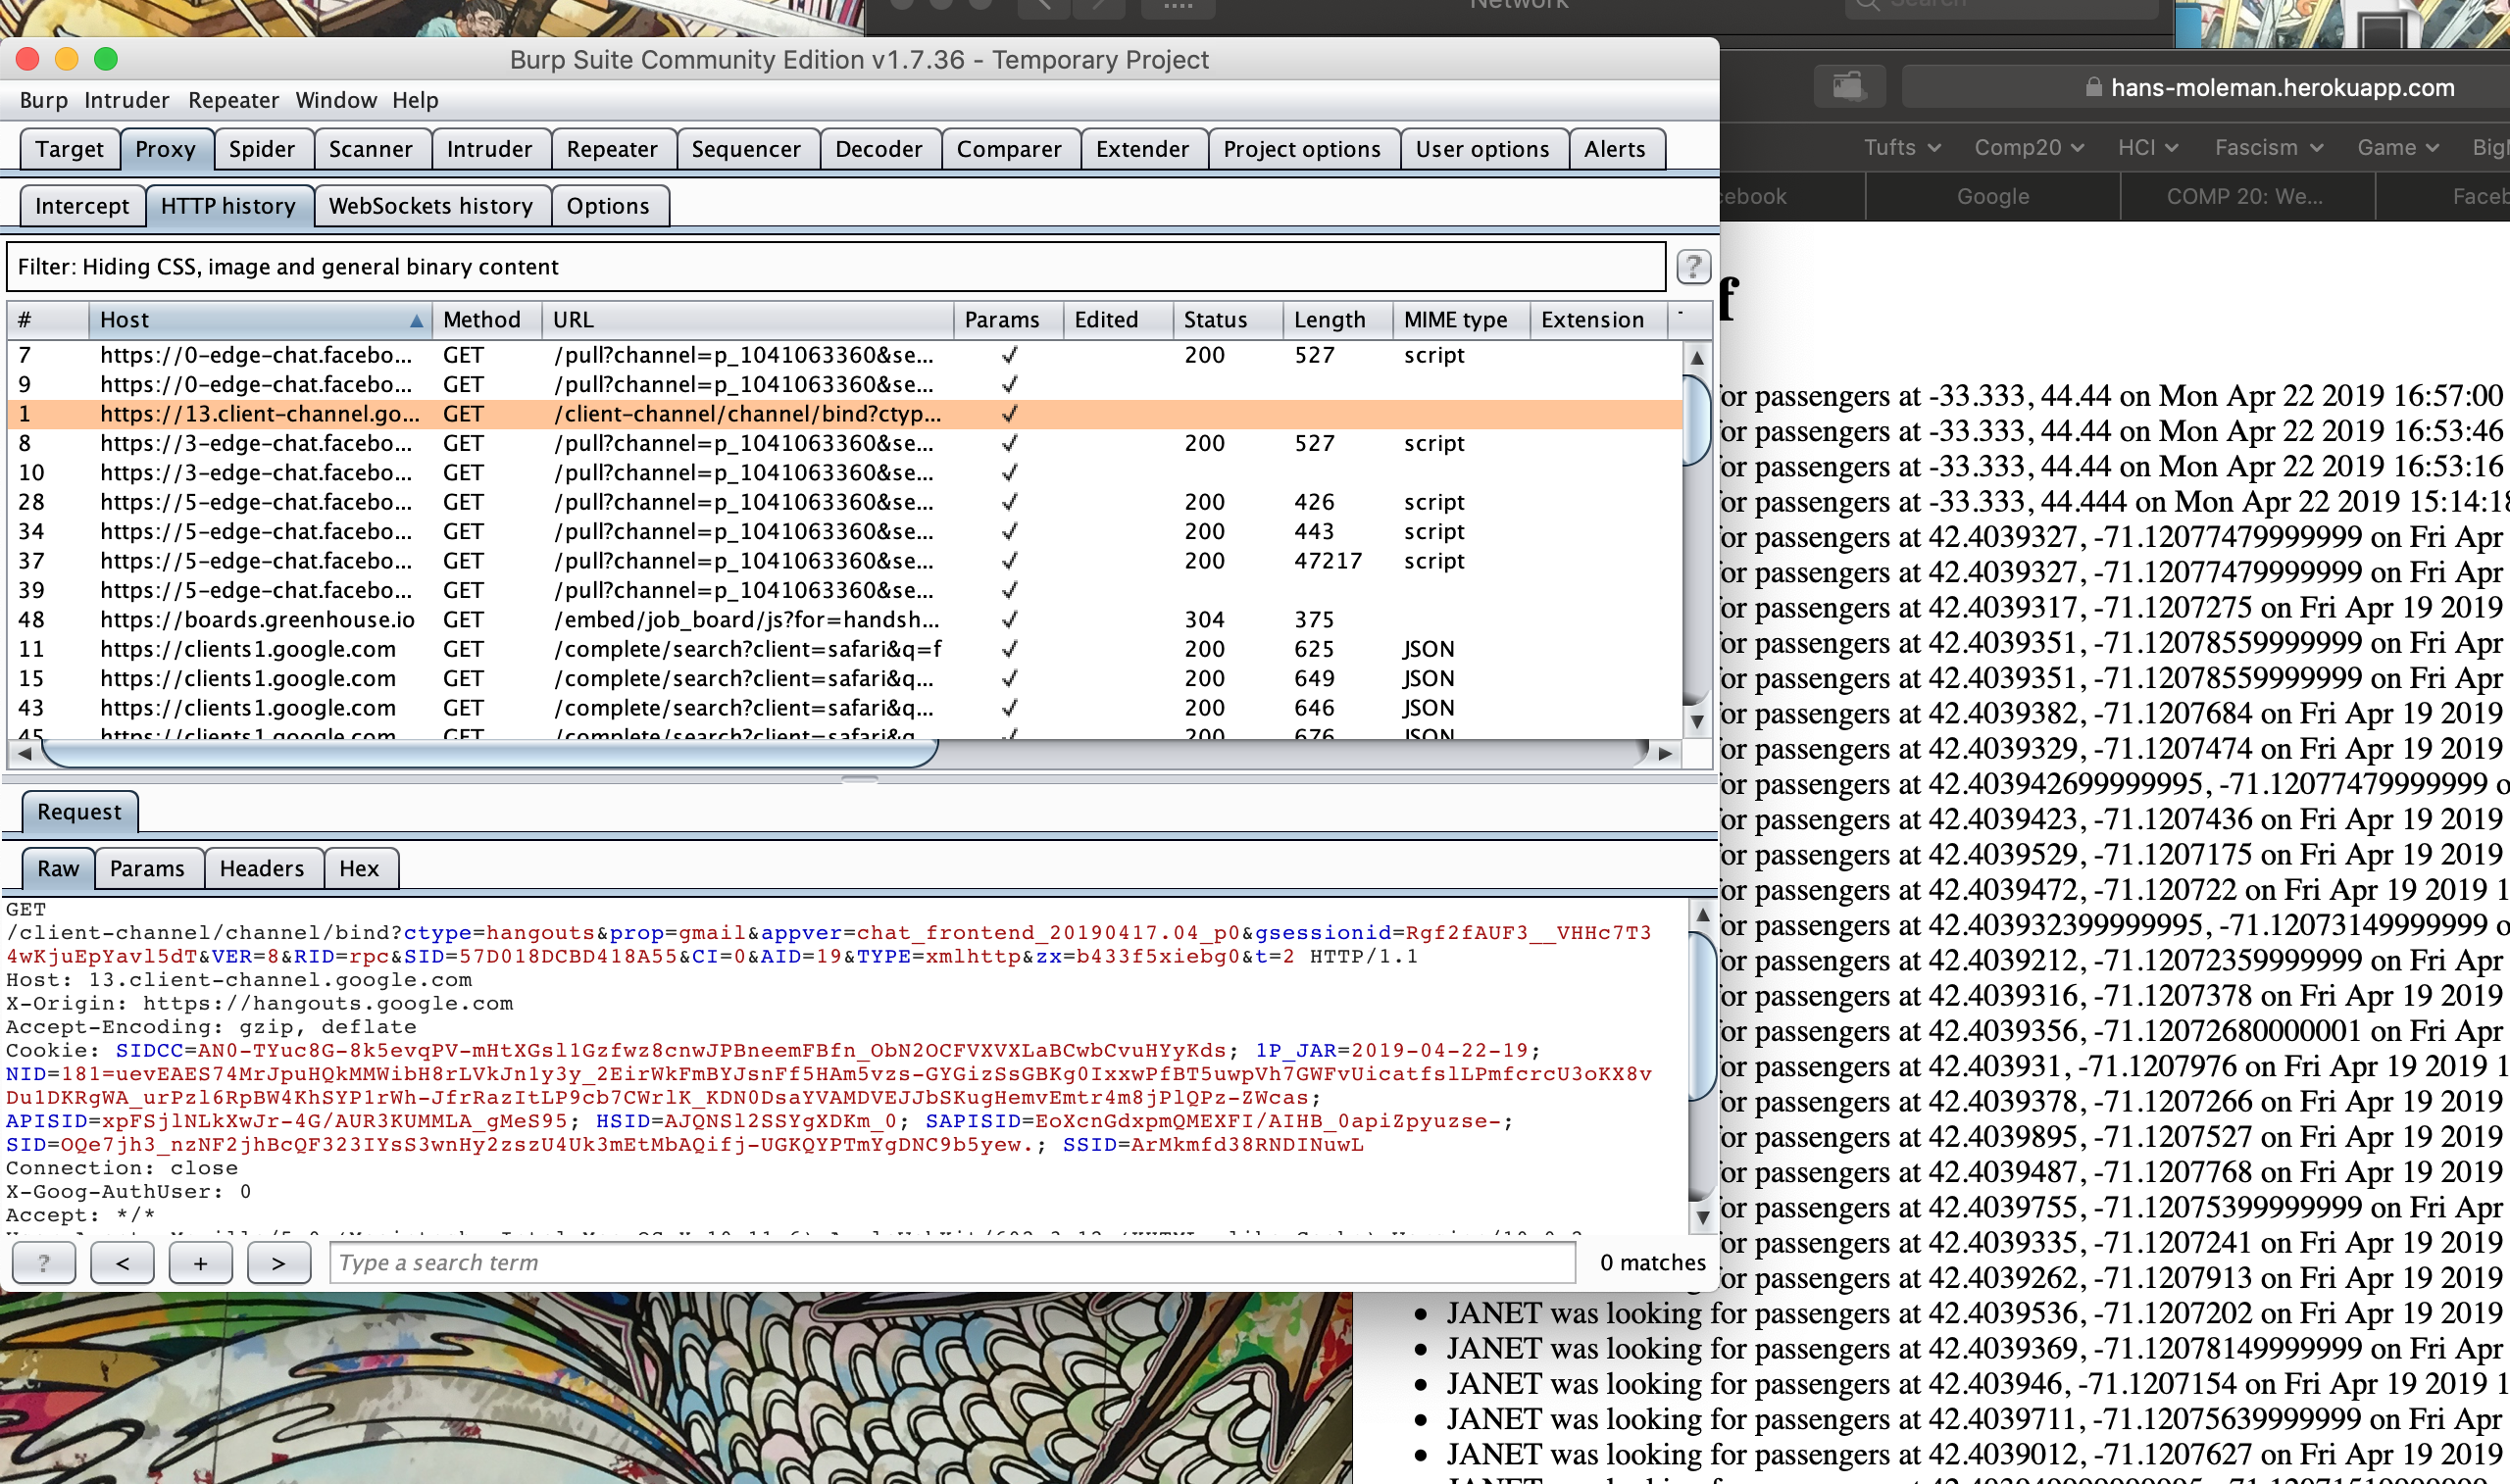 Network
Search
Burp Suite Community Edition v1.7.36 - Temporary Project
Burp Intruder Repeater Window Help
Target Proxy Spider Scanner Intruder Repeater Sequencer Decoder Comparer Extender Project options User options Alerts
Intercept HTTP history WebSockets history Options
Filter: Hiding CSS, image and general binary content ?
# Host Method URL Params Edited Status Length MIME type Extension
7 https://0-edge-chat.facebo... GET /pull?channel=p_1041063360&se... ✓ 200 527 script
9 https://0-edge-chat.facebo... GET /pull?channel=p_1041063360&se... ✓
1 https://13.client-channel.go... GET /client-channel/channel/bind?ctyp... ✓
8 https://3-edge-chat.facebo... GET /pull?channel=p_1041063360&se... ✓ 200 527 script
10 https://3-edge-chat.facebo... GET /pull?channel=p_1041063360&se... ✓
28 https://5-edge-chat.facebo... GET /pull?channel=p_1041063360&se... ✓ 200 426 script
34 https://5-edge-chat.facebo... GET /pull?channel=p_1041063360&se... ✓ 200 443 script
37 https://5-edge-chat.facebo... GET /pull?channel=p_1041063360&se... ✓ 200 47217 script
39 https://5-edge-chat.facebo... GET /pull?channel=p_1041063360&se... ✓
48 https://boards.greenhouse.io GET /embed/job_board/js?for=handsh... ✓ 304 375
11 https://clients1.google.com GET /complete/search?client=safari&q=f ✓ 200 625 JSON
15 https://clients1.google.com GET /complete/search?client=safari&q... ✓ 200 649 JSON
43 https://clients1.google.com GET /complete/search?client=safari&q... ✓ 200 646 JSON
45 https://clients1.google.com GET /complete/search?client=safari&q... ✓ 200 676 JSON
Request
Raw Params Headers Hex
GET
/client-channel/channel/bind?ctype=hangouts&prop=gmail&appver=chat_frontend_20190417.04_p0&gsessionid=Rgf2fAUF3__VHHc7T3
4wKjuEpYavl5dT&VER=8&RID=rpc&SID=57D018DCBD418A55&CI=0&AID=19&TYPE=xmlhttp&zx=b433f5xiebg0&t=2 HTTP/1.1
Host: 13.client-channel.google.com
X-Origin: https://hangouts.google.com
Accept-Encoding: gzip, deflate
Cookie: SIDCC=AN0-TYuc8G-8k5evqPV-mHtXGsl1Gzfwz8cnwJPBneemFBfn_ObN2OCFVXVXLaBCwbCvuHYyKds; 1P_JAR=2019-04-22-19;
NID=181=uevEAES74MrJpuHQkMMWibH8rLVkJn1y3y_2EirWkFmBYJsnFf5HAm5vzs-GYGizSsGBKg0IxxwPfBT5uwpVh7GWFvUicatfslLPmfcrcU3oKX8v
Du1DKRgWA_urPzl6RpBW4KhSYP1rWh-JfrRazItLP9cb7CWrlK_KDN0DsaYVAMDVEJJbSKugHemvEmtr4m8jPlQPz-ZWcas;
APISID=xpFSjlNLkXwJr-4G/AUR3KUMMLA_gMeS95; HSID=AJQNSl2SSYgXDKm_0; SAPISID=EoXcnGdxpmQMEXFI/AIHB_0apiZpyuzse-;
SID=OQe7jh3_nzNF2jhBcQF323IYsS3wnHy2zszU4Uk3mEtMbAQifj-UGKQYPTmYgDNC9b5yew.; SSID=ArMkmfd38RNDINuwL
Connection: close
X-Goog-AuthUser: 0
Accept: */*
? < + > Type a search term 0 matches
hans-moleman.herokuapp.com
Tufts Comp20 HCI Fascism Game
ebook Google COMP 20: We... Faceb
f
or passengers at -33.333, 44.44 on Mon Apr 22 2019 16:57:00
or passengers at -33.333, 44.44 on Mon Apr 22 2019 16:53:46
or passengers at -33.333, 44.44 on Mon Apr 22 2019 16:53:16
or passengers at -33.333, 44.444 on Mon Apr 22 2019 15:14:18
or passengers at 42.4039327, -71.12077479999999 on Fri Apr
or passengers at 42.4039327, -71.12077479999999 on Fri Apr
or passengers at 42.4039317, -71.1207275 on Fri Apr 19 2019
or passengers at 42.4039351, -71.12078559999999 on Fri Apr
or passengers at 42.4039351, -71.12078559999999 on Fri Apr
or passengers at 42.4039382, -71.1207684 on Fri Apr 19 2019
or passengers at 42.4039329, -71.1207474 on Fri Apr 19 2019
or passengers at 42.403942699999995, -71.12077479999999 o
or passengers at 42.4039423, -71.1207436 on Fri Apr 19 2019
or passengers at 42.4039529, -71.1207175 on Fri Apr 19 2019
or passengers at 42.4039472, -71.120722 on Fri Apr 19 2019 1
or passengers at 42.403932399999995, -71.12073149999999 o
or passengers at 42.4039212, -71.12072359999999 on Fri Apr
or passengers at 42.4039316, -71.1207378 on Fri Apr 19 2019
or passengers at 42.4039356, -71.12072680000001 on Fri Apr
or passengers at 42.403931, -71.1207976 on Fri Apr 19 2019 1
or passengers at 42.4039378, -71.1207266 on Fri Apr 19 2019
or passengers at 42.4039895, -71.1207527 on Fri Apr 19 2019
or passengers at 42.4039487, -71.1207768 on Fri Apr 19 2019
or passengers at 42.4039755, -71.12075399999999 on Fri Apr
or passengers at 42.4039335, -71.1207241 on Fri Apr 19 2019
or passengers at 42.4039262, -71.1207913 on Fri Apr 19 2019
JANET was looking for passengers at 42.4039536, -71.1207202 on Fri Apr 19 2019
JANET was looking for passengers at 42.4039369, -71.12078149999999 on Fri Apr
JANET was looking for passengers at 42.403946, -71.1207154 on Fri Apr 19 2019 1
JANET was looking for passengers at 42.4039711, -71.12075639999999 on Fri Apr
JANET was looking for passengers at 42.4039012, -71.1207627 on Fri Apr 19 2019